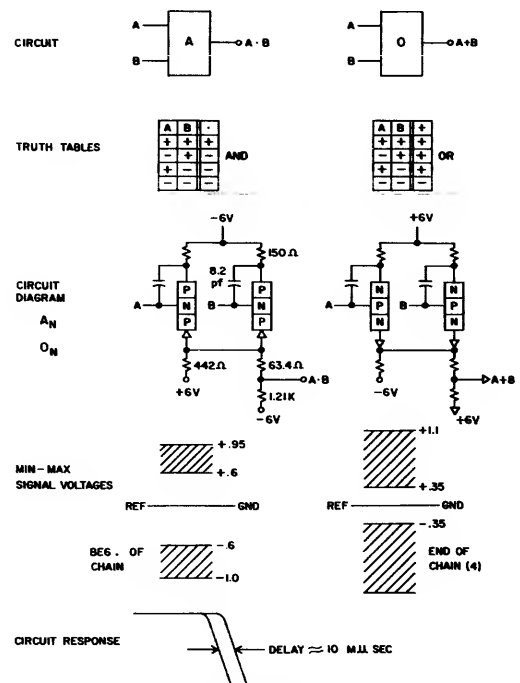 CIRCUIT
A
B
A
A · B
A
B
O
A+B
TRUTH TABLES
A B ·
+ + +
− + −
+ − −
− − −
AND
A B +
+ + +
− + +
+ − +
− − −
OR
CIRCUIT
DIAGRAM
A_N
O_N
−6V
150Ω
8.2
pf
A
P
N
P
B
P
N
P
442Ω
+6V
63.4Ω
A·B
1.21K
−6V
+6V
A
N
P
N
B
N
P
N
−6V
A+B
+6V
MIN−MAX
SIGNAL VOLTAGES
+.95
+.6
REF
GND
BEG. OF
CHAIN
−.6
−1.0
+1.1
+.35
REF
GND
−.35
END OF
CHAIN (4)
CIRCUIT RESPONSE
DELAY ≈ 10 M.U. SEC